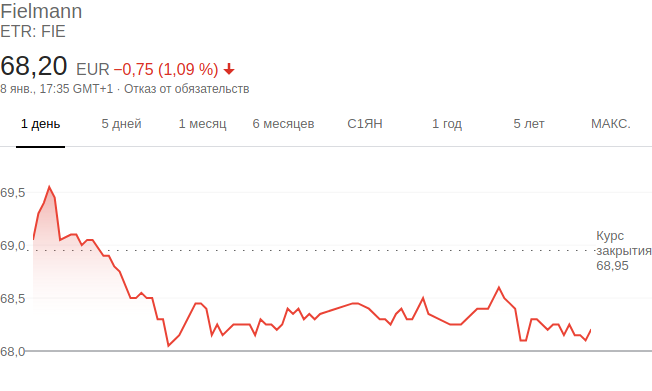 Fielmann
ETR: FIE
68,20 EUR −0,75 (1,09 %)
8 янв., 17:35 GMT+1 · Отказ от обязательств
1 день 5 дней 1 месяц 6 месяцев С1ЯН 1 год 5 лет МАКС.
69,5
69,0
68,5
68,0
Курс
закрытия
68,95